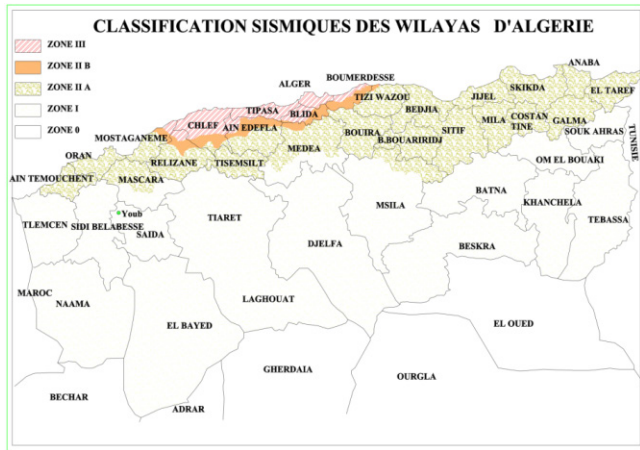 CLASSIFICATION SISMIQUES DES WILAYAS D'ALGERIE
ZONE III
ZONE II B
ZONE II A
ZONE I
ZONE 0
ANABA
BOUMERDESSE
SKIKDA
ALGER
JIJEL
EL TAREF
TIZI WAZOU
TIPASA
BEDJIA
BLIDA
MILA
COSTAN
TINE
GALMA
CHLEF
AIN EDEFLA
BOUIRA
SITIF
SOUK AHRAS
TUNISIE
MOSTAGANEME
B.BOUARIRIDJ
MEDEA
ORAN
RELIZANE
TISEMSILT
OM EL BOUAKI
AIN TEMOUCHENT
MASCARA
BATNA
KHANCHELA
MSILA
TEBASSA
Youb
TIARET
TLEMCEN
SIDI BELABESSE
SAIDA
DJELFA
BESKRA
MAROC
NAAMA
LAGHOUAT
EL BAYED
EL OUED
GHERDAIA
OURGLA
BECHAR
ADRAR